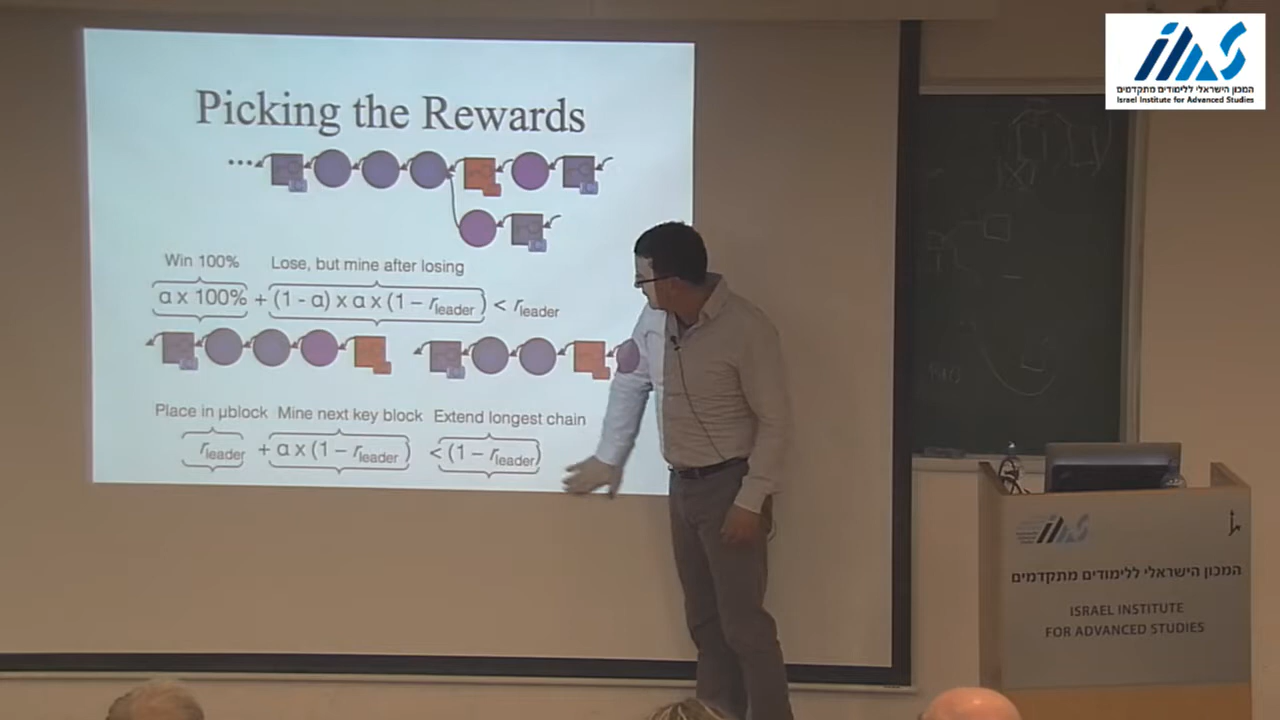 Picking the Rewards
Win 100% Lose, but mine after losing
α x 100% + (1 - α) x α x (1 – rleader) < rleader
Place in μblock Mine next key block Extend longest chain
rleader + α x (1 – rleader) < (1 – rleader)
המכון הישראלי ללימודים מתקדמים
Israel Institute for Advanced Studies
המכון הישראלי ללימודים מתקדמים
ISRAEL INSTITUTE
FOR ADVANCED STUDIES